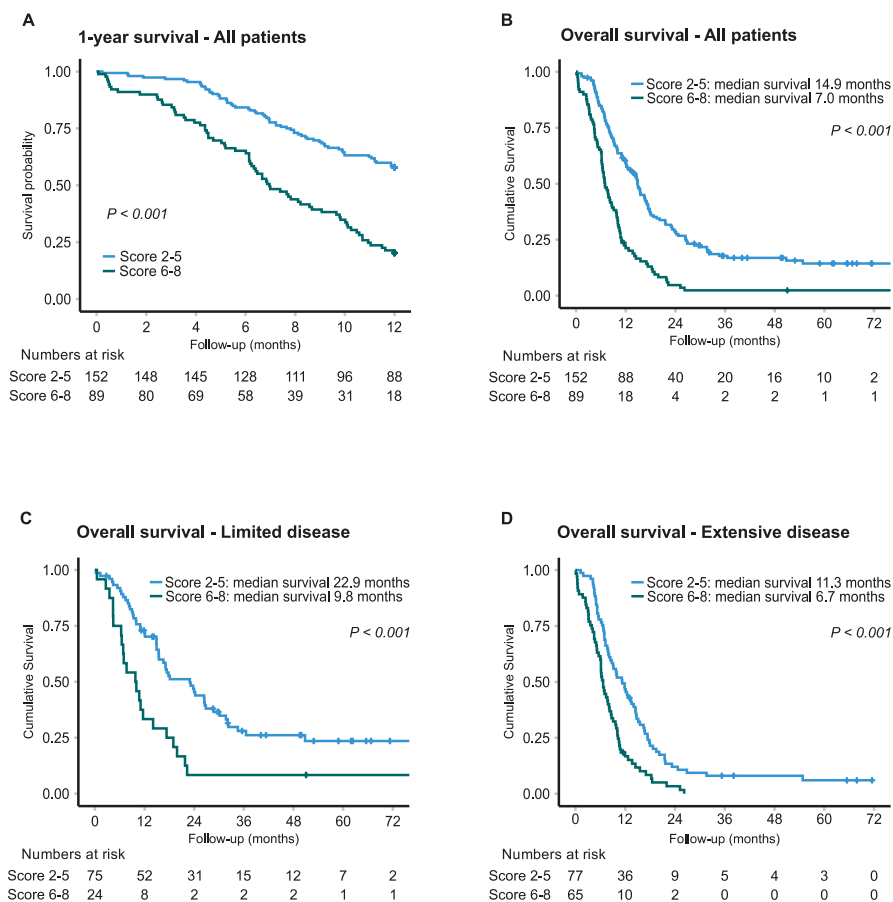 A
1-year survival - All patients
1.00
0.75
0.50
0.25
0.00
Survival probability
P < 0.001
Score 2-5
Score 6-8
0 2 4 6 8 10 12
Follow-up (months)
Numbers at risk
Score 2-5 152 148 145 128 111 96 88
Score 6-8 89 80 69 58 39 31 18
B
Overall survival - All patients
1.00
0.75
0.50
0.25
0.00
Cumulative Survival
Score 2-5: median survival 14.9 months
Score 6-8: median survival 7.0 months
P < 0.001
0 12 24 36 48 60 72
Follow-up (months)
Numbers at risk
Score 2-5 152 88 40 20 16 10 2
Score 6-8 89 18 4 2 2 1 1
C
Overall survival - Limited disease
1.00
0.75
0.50
0.25
0.00
Cumulative Survival
Score 2-5: median survival 22.9 months
Score 6-8: median survival 9.8 months
P < 0.001
0 12 24 36 48 60 72
Follow-up (months)
Numbers at risk
Score 2-5 75 52 31 15 12 7 2
Score 6-8 24 8 2 2 2 1 1
D
Overall survival - Extensive disease
1.00
0.75
0.50
0.25
0.00
Cumulative Survival
Score 2-5: median survival 11.3 months
Score 6-8: median survival 6.7 months
P < 0.001
0 12 24 36 48 60 72
Follow-up (months)
Numbers at risk
Score 2-5 77 36 9 5 4 3 0
Score 6-8 65 10 2 0 0 0 0